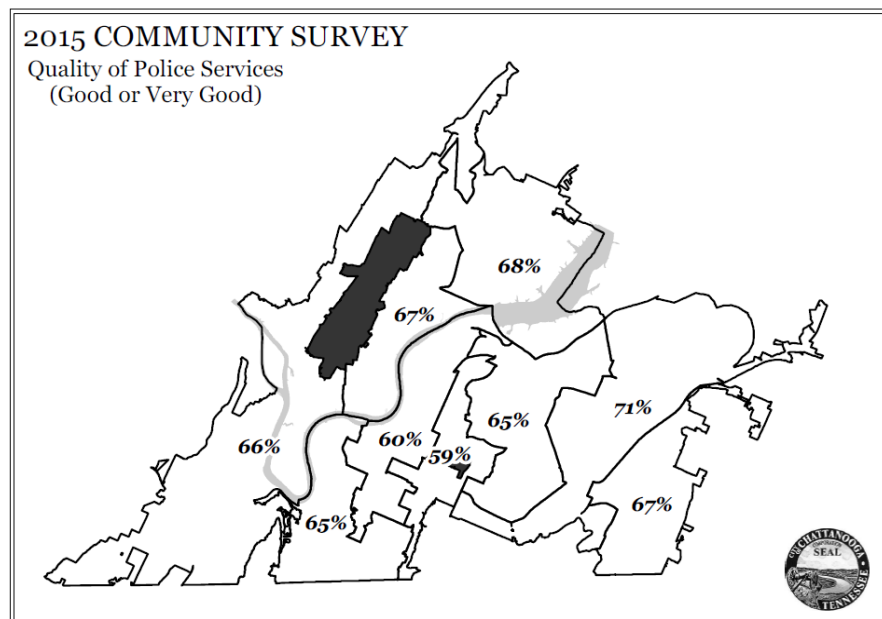 2015 COMMUNITY SURVEY
Quality of Police Services
(Good or Very Good)
68%
67%
71%
65%
60%
66%
59%
67%
65%
CHATTANOOGA
SEAL
TENNESSEE